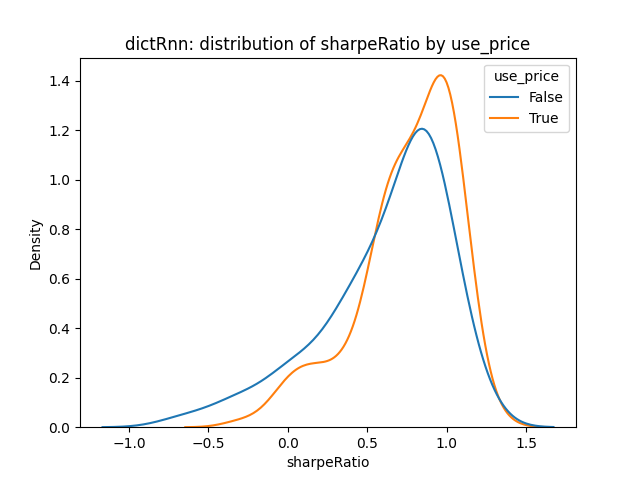 dictRnn: distribution of sharpeRatio by use_price
use_price
False
True
1.4
1.2
1.0
0.8
0.6
0.4
0.2
0.0
Density
−1.0
−0.5
0.0
0.5
1.0
1.5
sharpeRatio